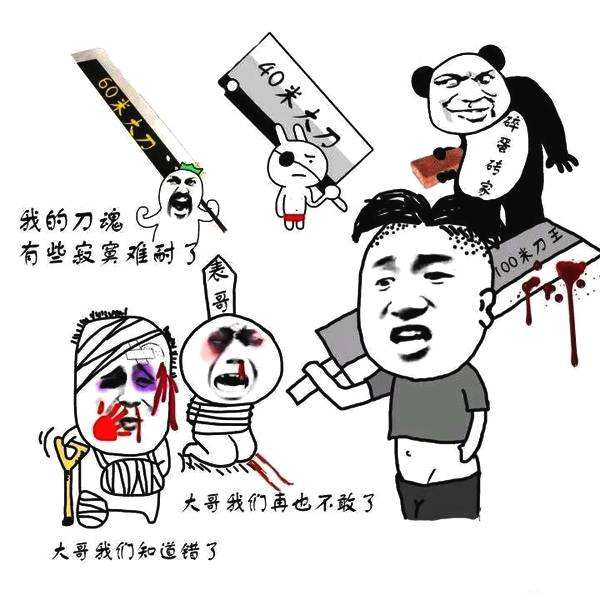 60米大刀
40米大刀
碎蛋砖家
我的刀魂
有些寂寞难耐了
100米刀王
表哥
大哥我们再也不敢了
大哥我们知道错了